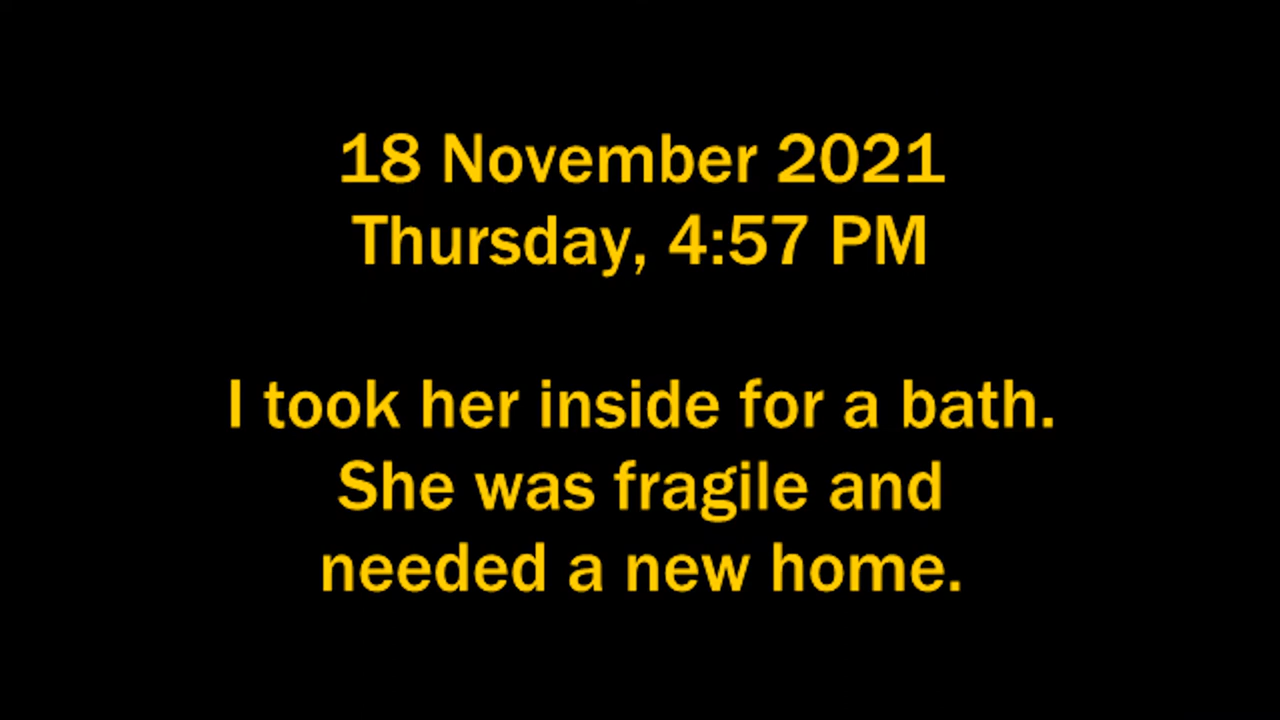 18 November 2021
Thursday, 4:57 PM
I took her inside for a bath.
She was fragile and
needed a new home.